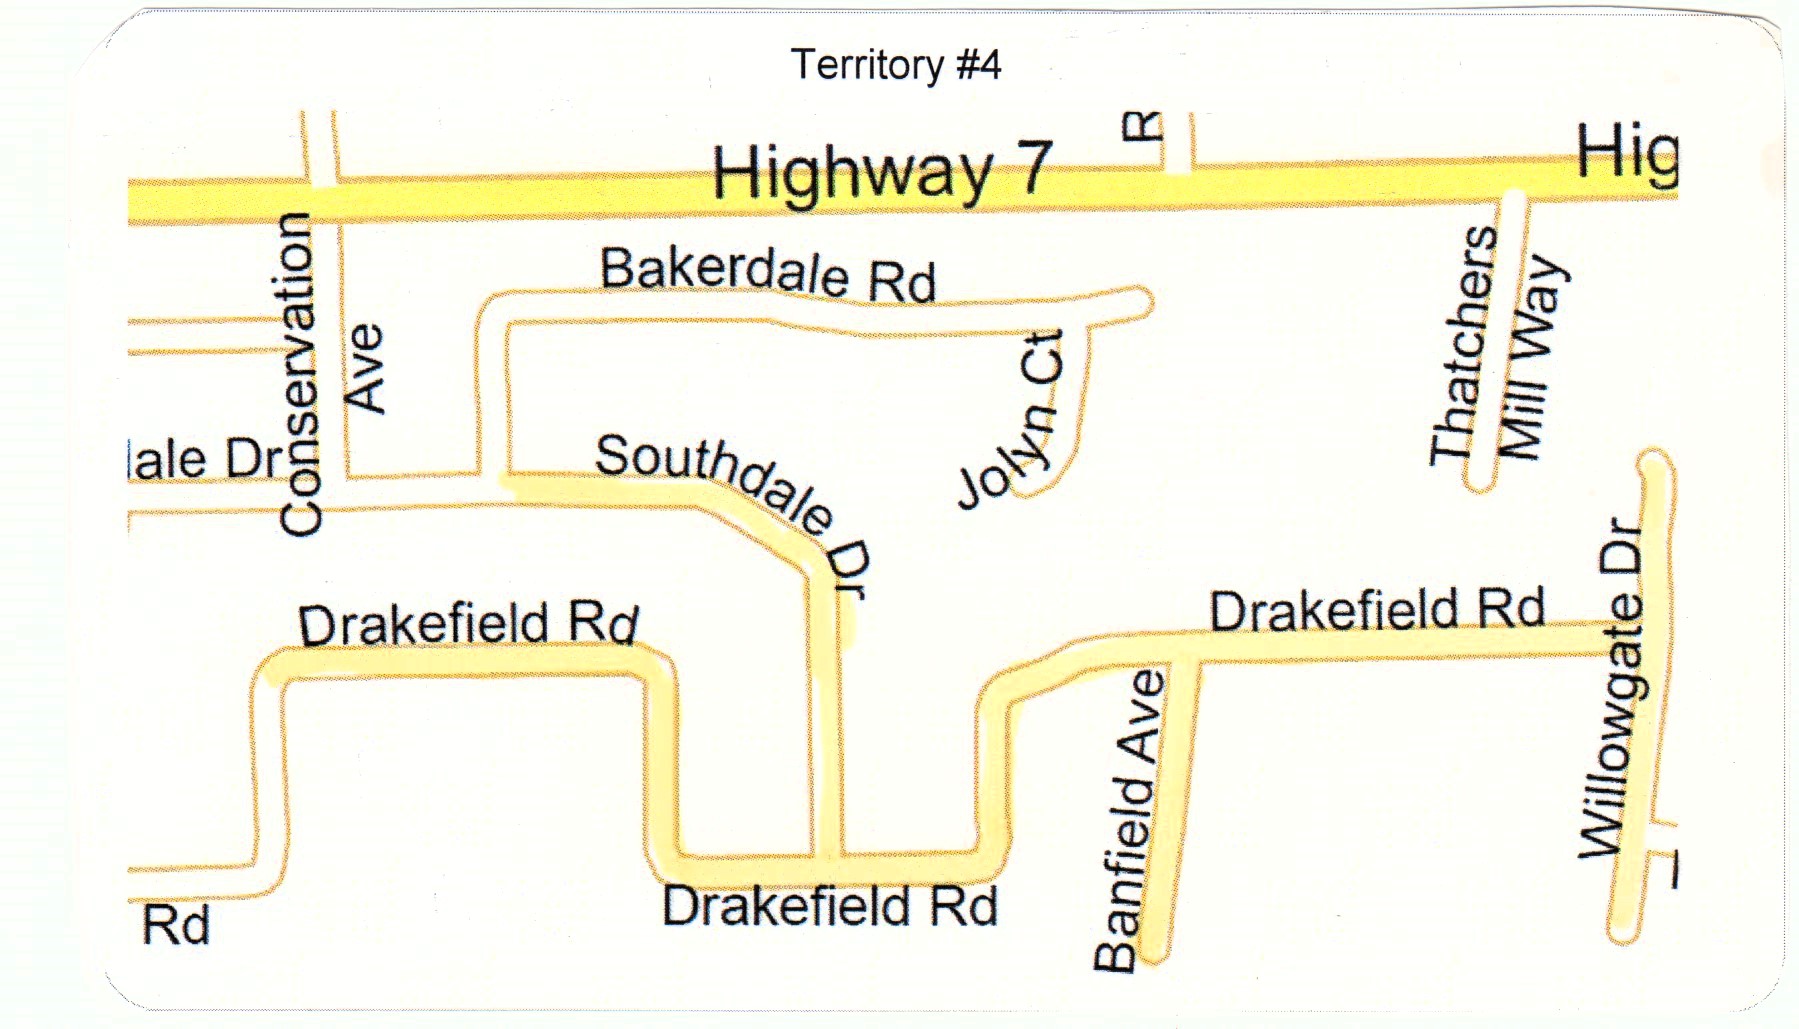 Territory #4
R
Hig
Highway 7
Conservation
Ave
Bakerdale Rd
Thatchers
Mill Way
Jolyn Ct
ale Dr
Southdale Dr
Drakefield Rd
Drakefield Rd
Willowgate Dr
Banfield Ave
Rd
Drakefield Rd